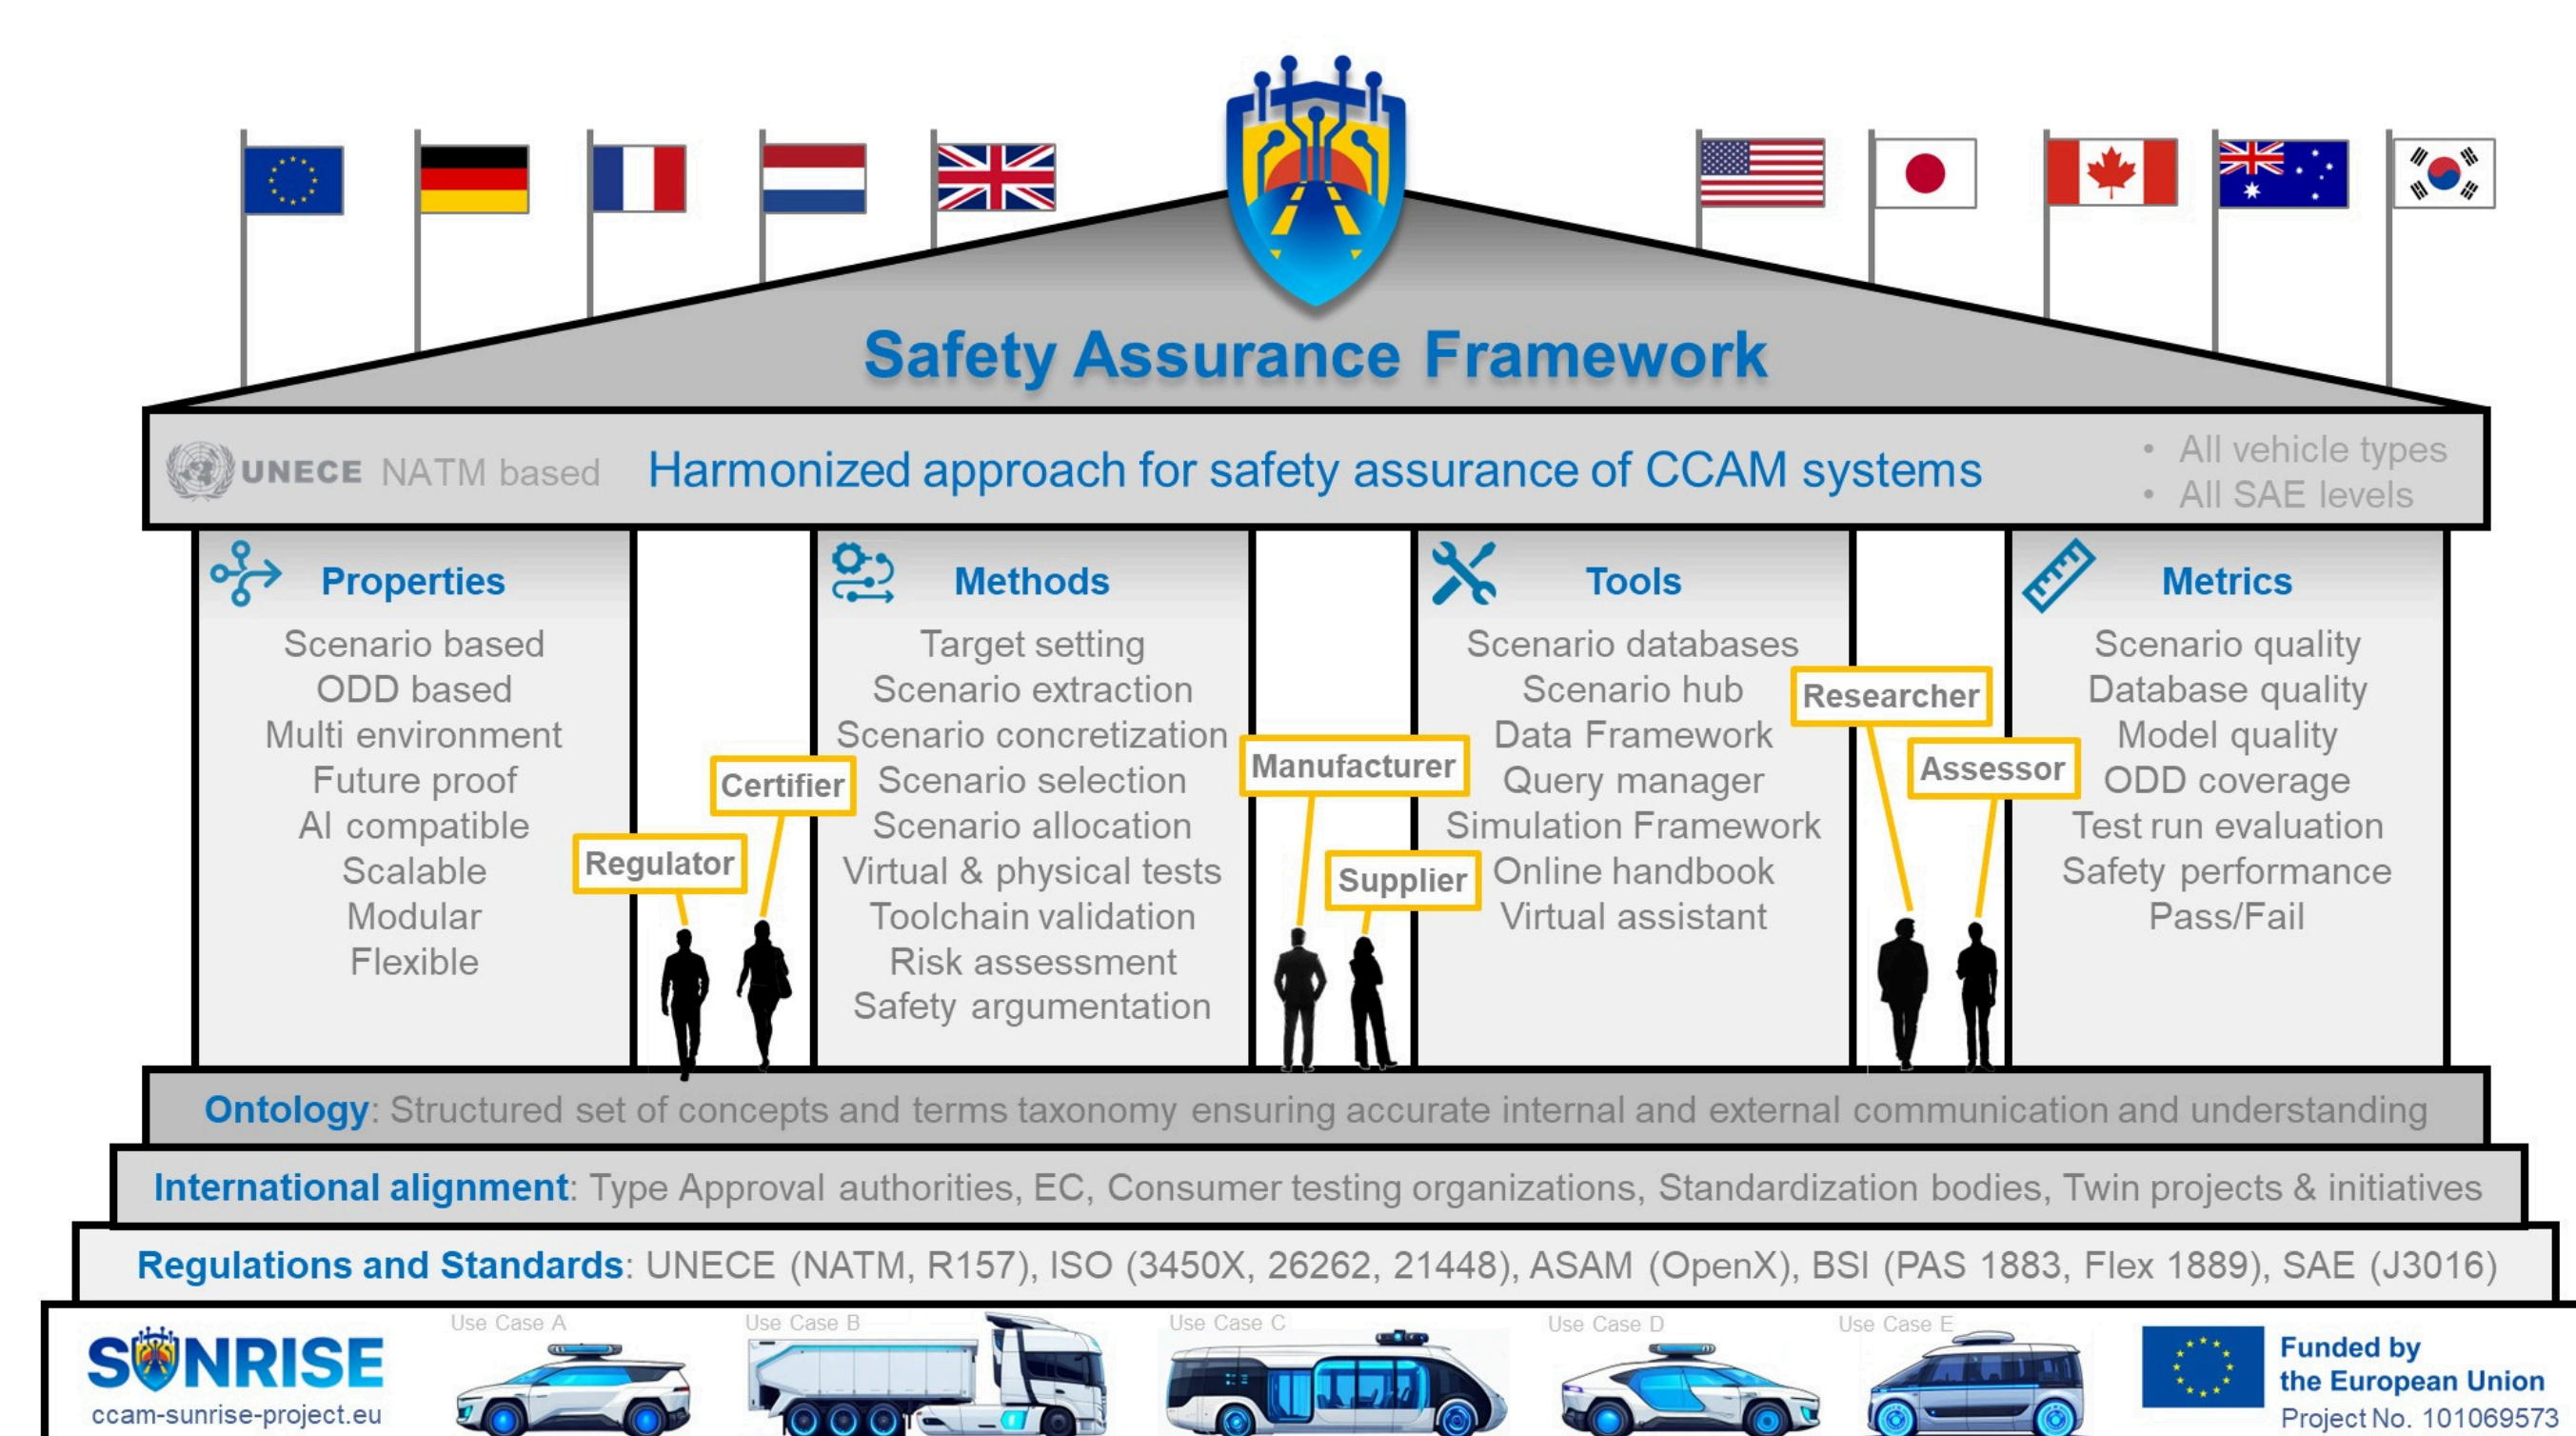 Safety Assurance Framework
UNECE NATM based
Harmonized approach for safety assurance of CCAM systems
• All vehicle types
• All SAE levels
Properties
Scenario based
ODD based
Multi environment
Future proof
AI compatible
Scalable
Modular
Flexible
Regulator
Certifier
Methods
Target setting
Scenario extraction
Scenario concretization
Scenario selection
Scenario allocation
Virtual & physical tests
Toolchain validation
Risk assessment
Safety argumentation
Manufacturer
Supplier
Tools
Scenario databases
Scenario hub
Data Framework
Query manager
Simulation Framework
Online handbook
Virtual assistant
Researcher
Assessor
Metrics
Scenario quality
Database quality
Model quality
ODD coverage
Test run evaluation
Safety performance
Pass/Fail
Ontology: Structured set of concepts and terms taxonomy ensuring accurate internal and external communication and understanding
International alignment: Type Approval authorities, EC, Consumer testing organizations, Standardization bodies, Twin projects & initiatives
Regulations and Standards: UNECE (NATM, R157), ISO (3450X, 26262, 21448), ASAM (OpenX), BSI (PAS 1883, Flex 1889), SAE (J3016)
SUNRISE
ccam-sunrise-project.eu
Use Case A
Use Case B
Use Case C
Use Case D
Use Case E
Funded by
the European Union
Project No. 101069573